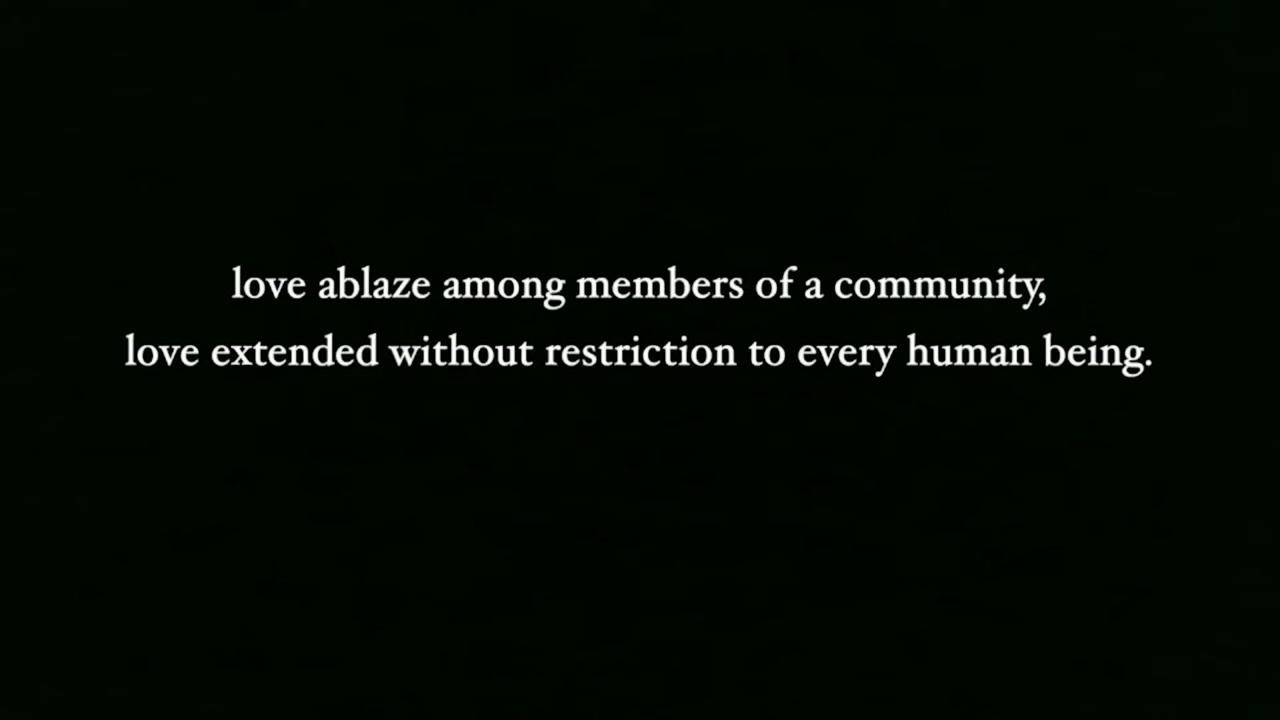 love ablaze among members of a community,
love extended without restriction to every human being.